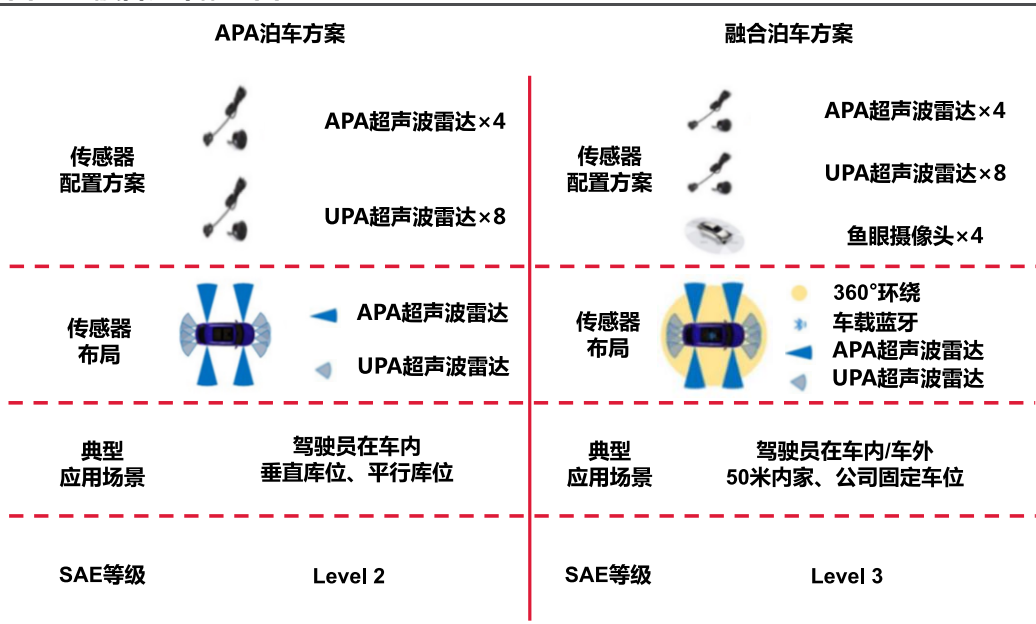 APA泊车方案
传感器
配置方案
APA超声波雷达×4
UPA超声波雷达×8
传感器
布局
APA超声波雷达
UPA超声波雷达
典型
应用场景
驾驶员在车内
垂直库位、平行库位
SAE等级
Level 2
融合泊车方案
传感器
配置方案
APA超声波雷达×4
UPA超声波雷达×8
鱼眼摄像头×4
传感器
布局
360°环绕
车载蓝牙
APA超声波雷达
UPA超声波雷达
典型
应用场景
驾驶员在车内/车外
50米内家、公司固定车位
SAE等级
Level 3